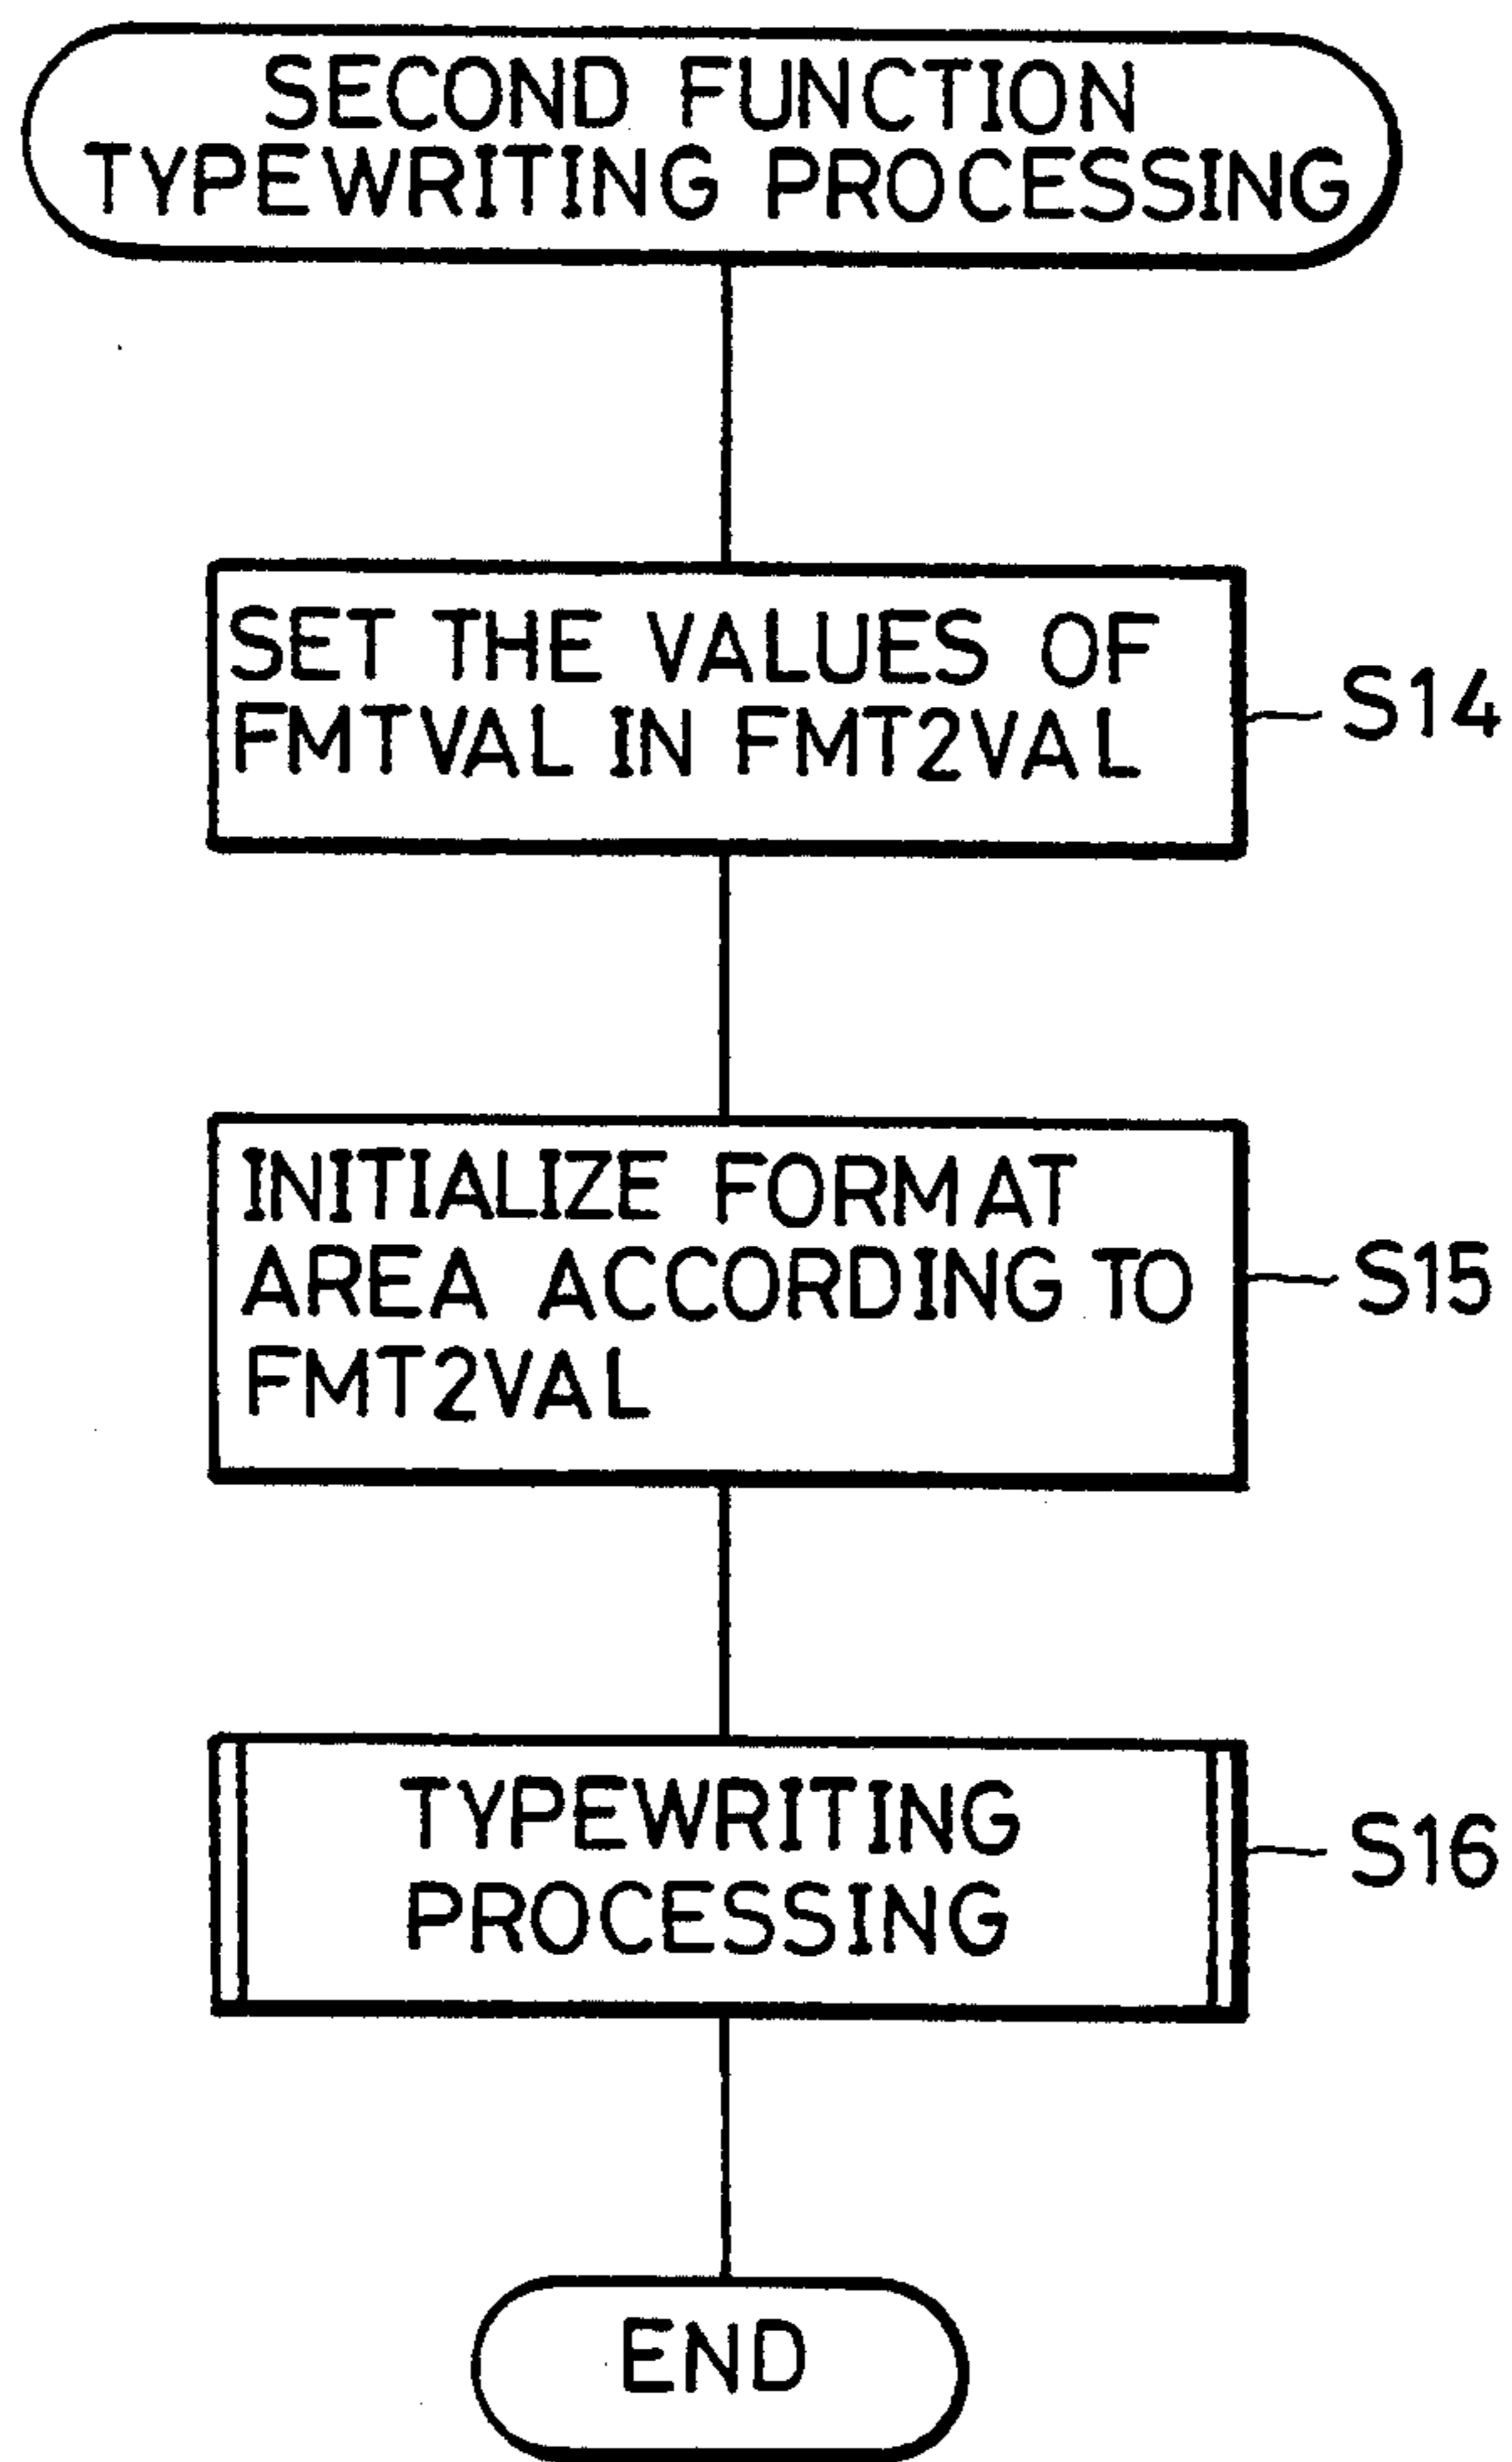 SECOND FUNCTION
TYPEWRITING PROCESSING
SET THE VALUES OF
FMTVAL IN FMT2VAL
S14
INITIALIZE FORMAT
AREA ACCORDING TO
FMT2VAL
S15
TYPEWRITING
PROCESSING
S16
END